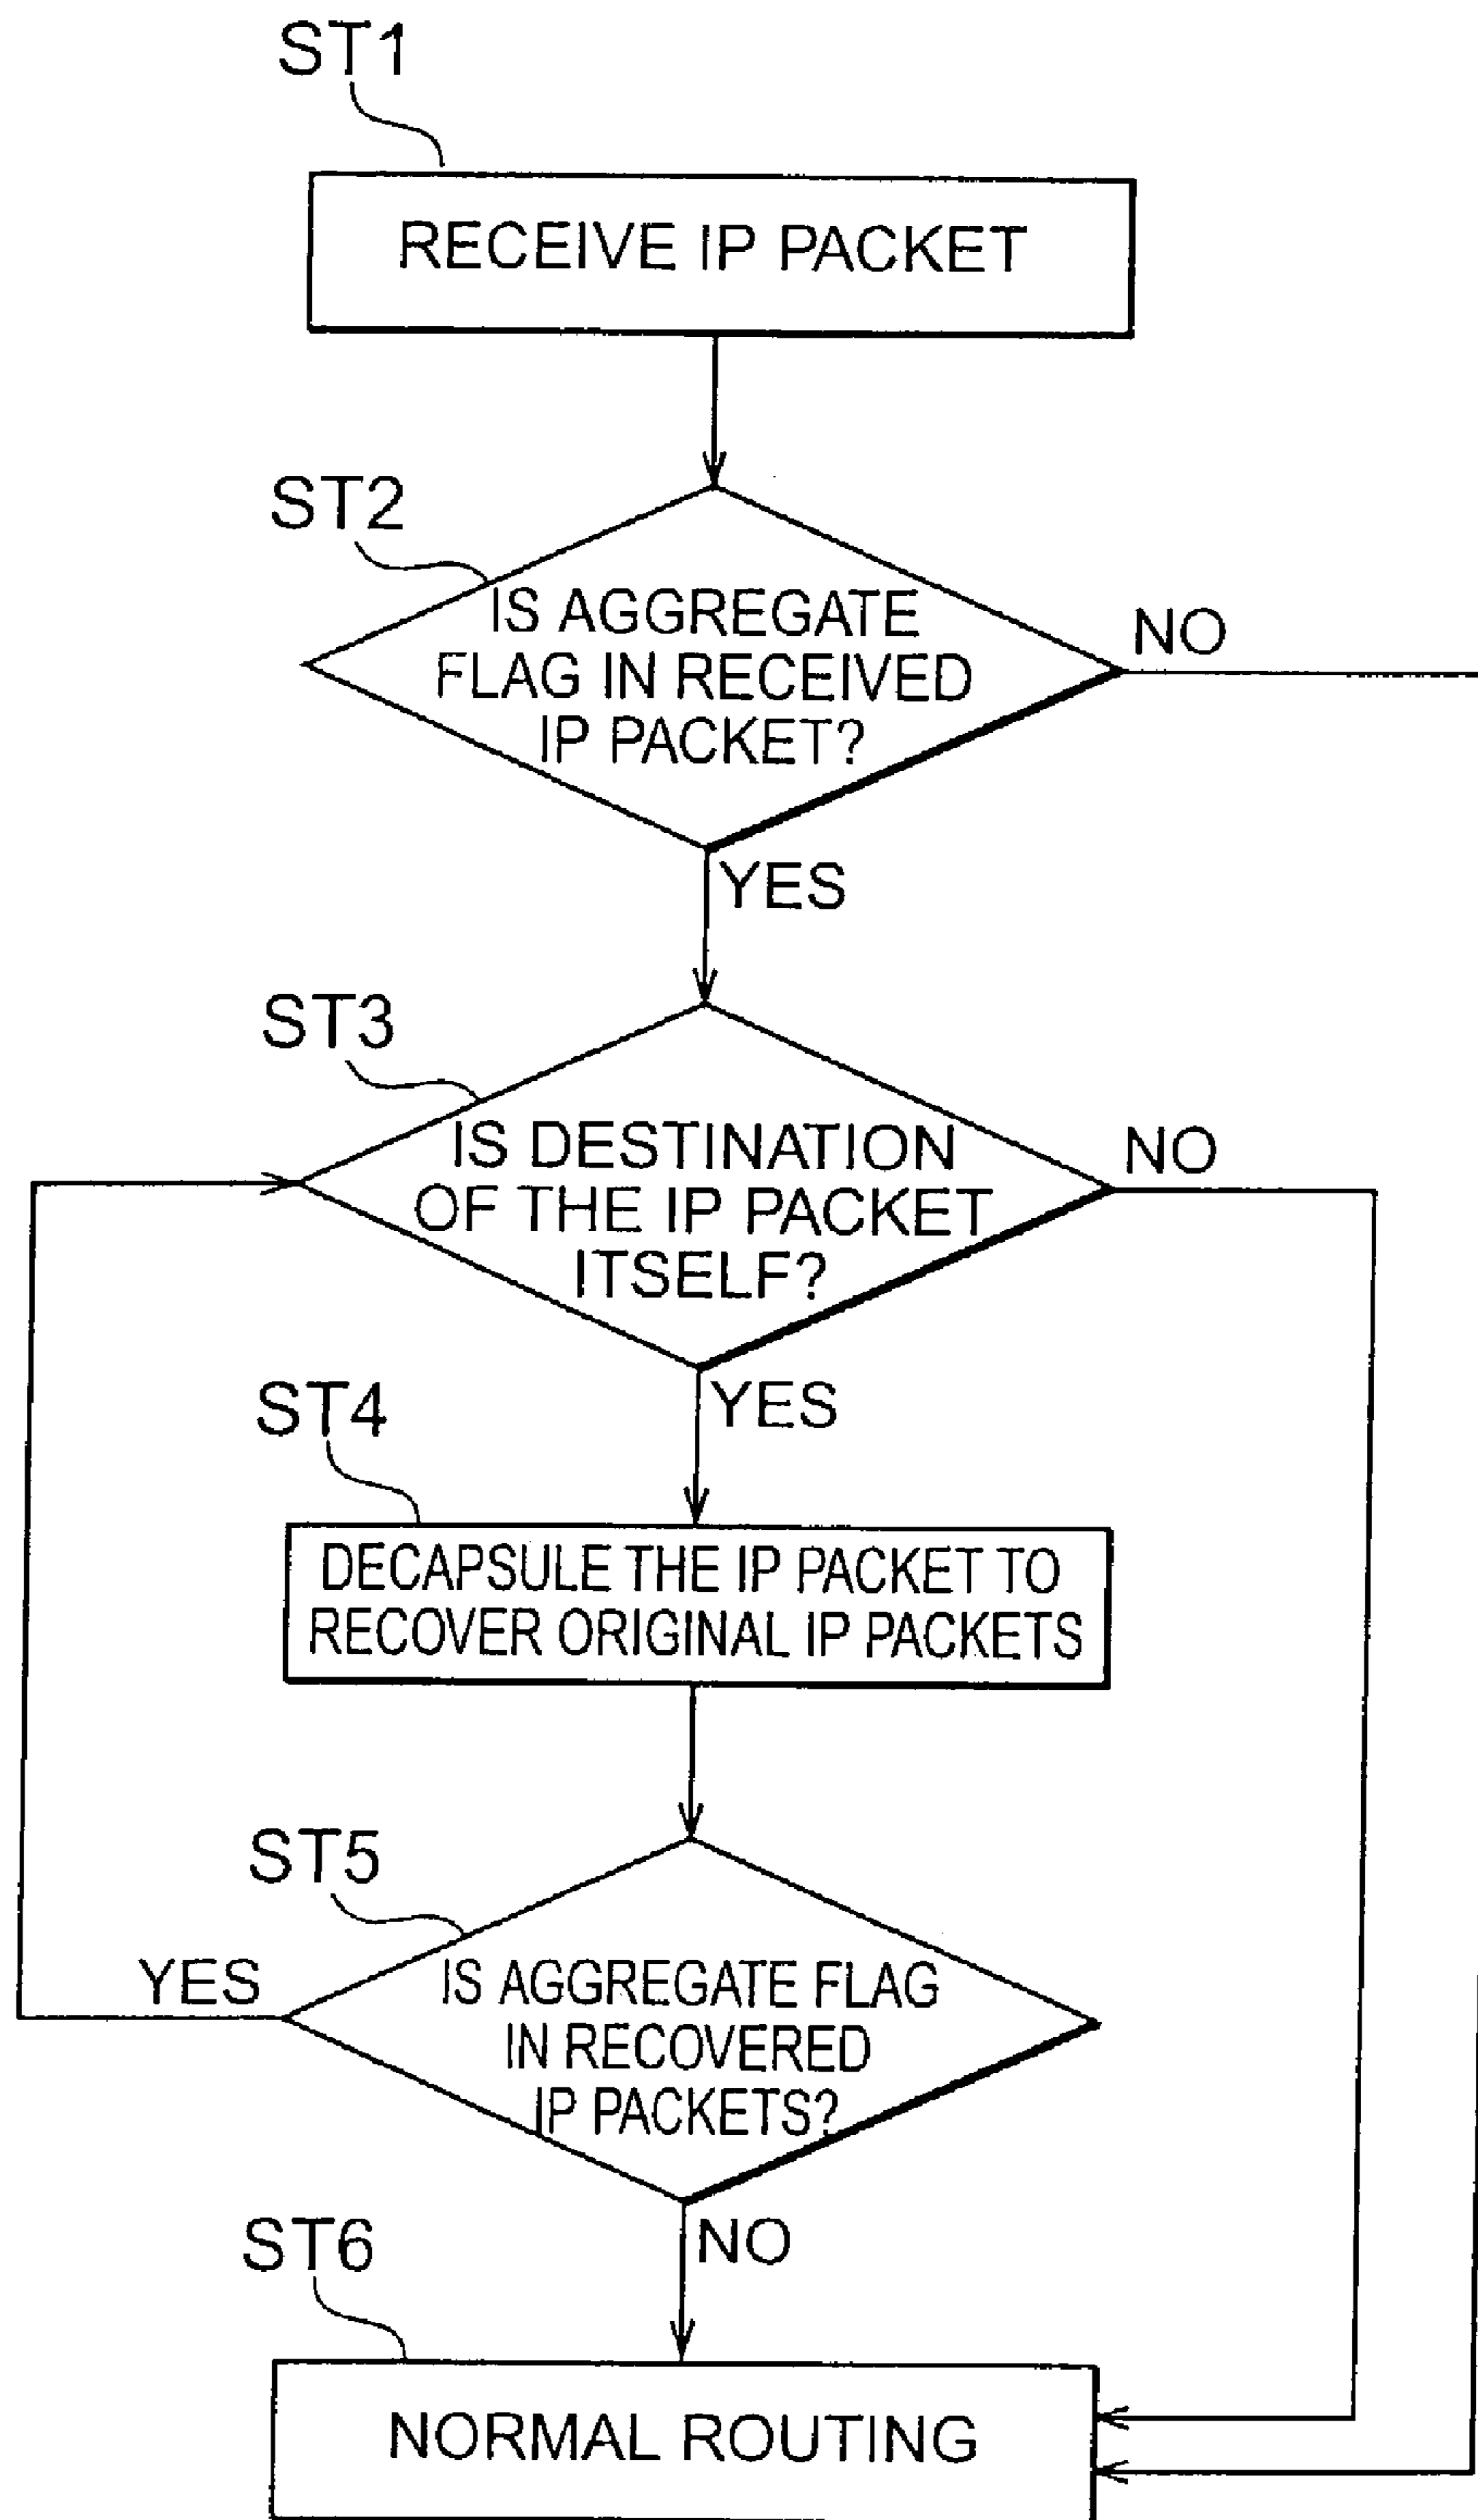 ST1
RECEIVE IP PACKET
ST2
IS AGGREGATE
FLAG IN RECEIVED
IP PACKET?
NO
YES
ST3
IS DESTINATION
OF THE IP PACKET
ITSELF?
NO
YES
ST4
DECAPSULE THE IP PACKET TO
RECOVER ORIGINAL IP PACKETS
ST5
IS AGGREGATE FLAG
IN RECOVERED
IP PACKETS?
YES
NO
ST6
NORMAL ROUTING